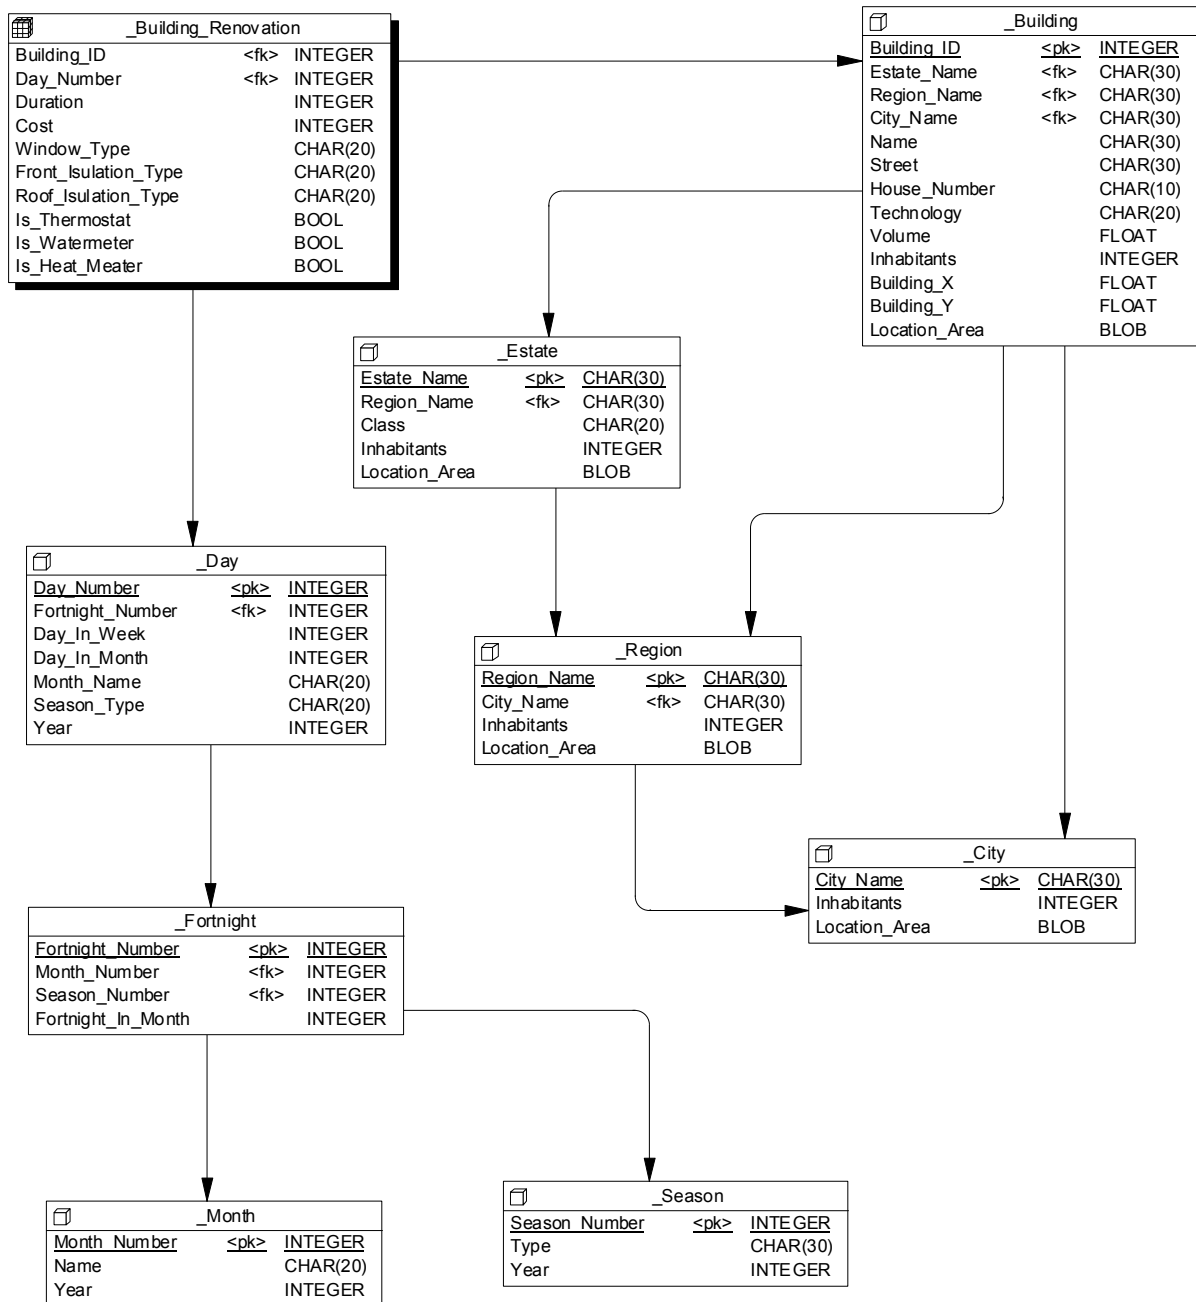 _Building_Renovation
Building_ID <fk> INTEGER
Day_Number <fk> INTEGER
Duration INTEGER
Cost INTEGER
Window_Type CHAR(20)
Front_Isulation_Type CHAR(20)
Roof_Isulation_Type CHAR(20)
Is_Thermostat BOOL
Is_Watermeter BOOL
Is_Heat_Meater BOOL
_Building
Building_ID <pk> INTEGER
Estate_Name <fk> CHAR(30)
Region_Name <fk> CHAR(30)
City_Name <fk> CHAR(30)
Name CHAR(30)
Street CHAR(30)
House_Number CHAR(10)
Technology CHAR(20)
Volume FLOAT
Inhabitants INTEGER
Building_X FLOAT
Building_Y FLOAT
Location_Area BLOB
_Estate
Estate_Name <pk> CHAR(30)
Region_Name <fk> CHAR(30)
Class CHAR(20)
Inhabitants INTEGER
Location_Area BLOB
_Day
Day_Number <pk> INTEGER
Fortnight_Number <fk> INTEGER
Day_In_Week INTEGER
Day_In_Month INTEGER
Month_Name CHAR(20)
Season_Type CHAR(20)
Year INTEGER
_Region
Region_Name <pk> CHAR(30)
City_Name <fk> CHAR(30)
Inhabitants INTEGER
Location_Area BLOB
_City
City_Name <pk> CHAR(30)
Inhabitants INTEGER
Location_Area BLOB
_Fortnight
Fortnight_Number <pk> INTEGER
Month_Number <fk> INTEGER
Season_Number <fk> INTEGER
Fortnight_In_Month INTEGER
_Month
Month_Number <pk> INTEGER
Name CHAR(20)
Year INTEGER
_Season
Season_Number <pk> INTEGER
Type CHAR(30)
Year INTEGER